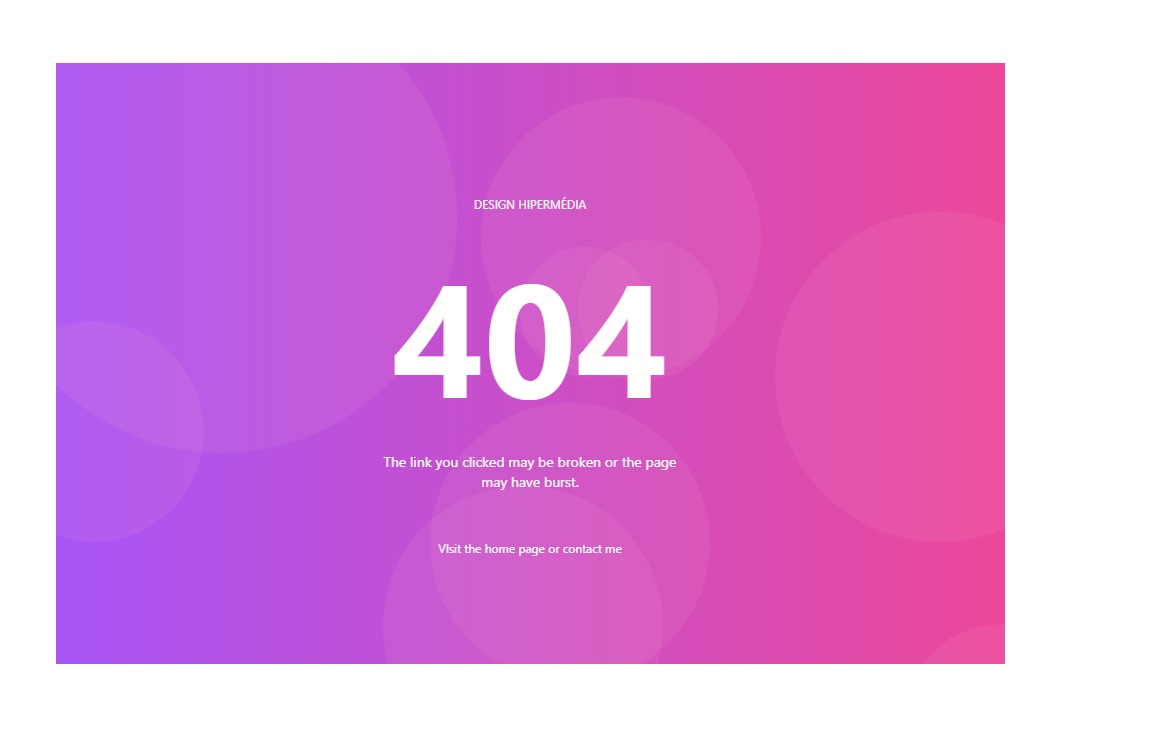 DESIGN HIPERMÉDIA
404
The link you clicked may be broken or the page
may have burst.
VIsit the home page or contact me